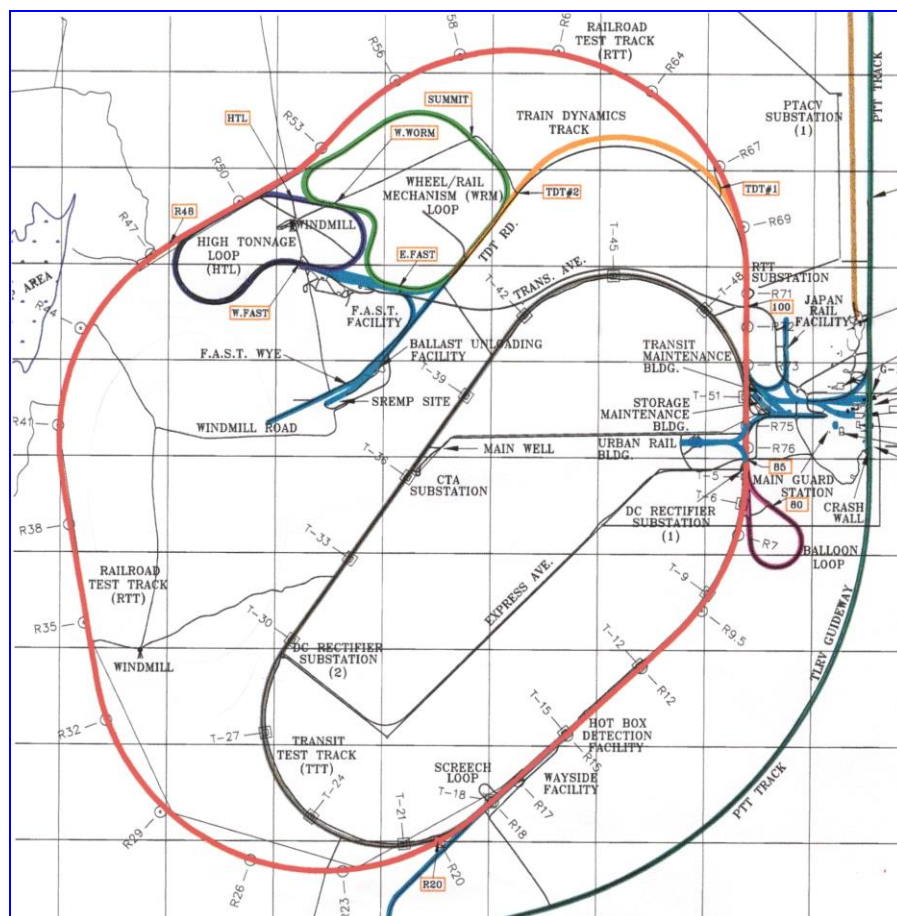 58
R56
R6
RAILROAD
TEST TRACK
(RTT)
R64
PTT TRACK
SUMMIT
PTACV
SUBSTATION
(1)
HTL
R53
W.WORM
TRAIN DYNAMICS
TRACK
R67
R50
WHEEL/RAIL
MECHANISM (WRM)
LOOP
TDT#2
TDT#1
R48
R47
WINDMILL
HIGH TONNAGE
LOOP
(HTL)
E.FAST
TDT RD.
T-45
R69
AREA
TRANS. AVE.
T-48
RTT
SUBSTATION
R71
100
R44
W.FAST
T-42
F.A.S.T.
FACILITY
JAPAN
RAIL
FACILITY
R72
F.A.S.T. WYE
BALLAST UNLOADING
FACILITY
TRANSIT
MAINTENANCE
BLDG.
R73
G-
T-39
T-51
SREMP SITE
STORAGE
MAINTENANCE
BLDG.
R41
WINDMILL ROAD
R75
MAIN WELL
URBAN RAIL
BLDG.
R76
T-36
CTA
SUBSTATION
T-5
85
MAIN GUARD
STATION
80
T-6
CRASH
WALL
R38
DC RECTIFIER
SUBSTATION
(1)
R7
BALLOON
LOOP
T-33
RAILROAD
TEST TRACK
(RTT)
EXPRESS AVE.
T-9
R9.5
R35
T-30
DC RECTIFIER
SUBSTATION
(2)
WINDMILL
T-12
R12
TLRV GUIDEWAY
R32
T-15
T-27
TRANSIT
TEST TRACK
(TTT)
HOT BOX
DETECTION
FACILITY
R15
SCREECH
LOOP
WAYSIDE
FACILITY
PTT TRACK
T-24
T-18
R17
R18
R29
T-21
R20
R26
R20
R23